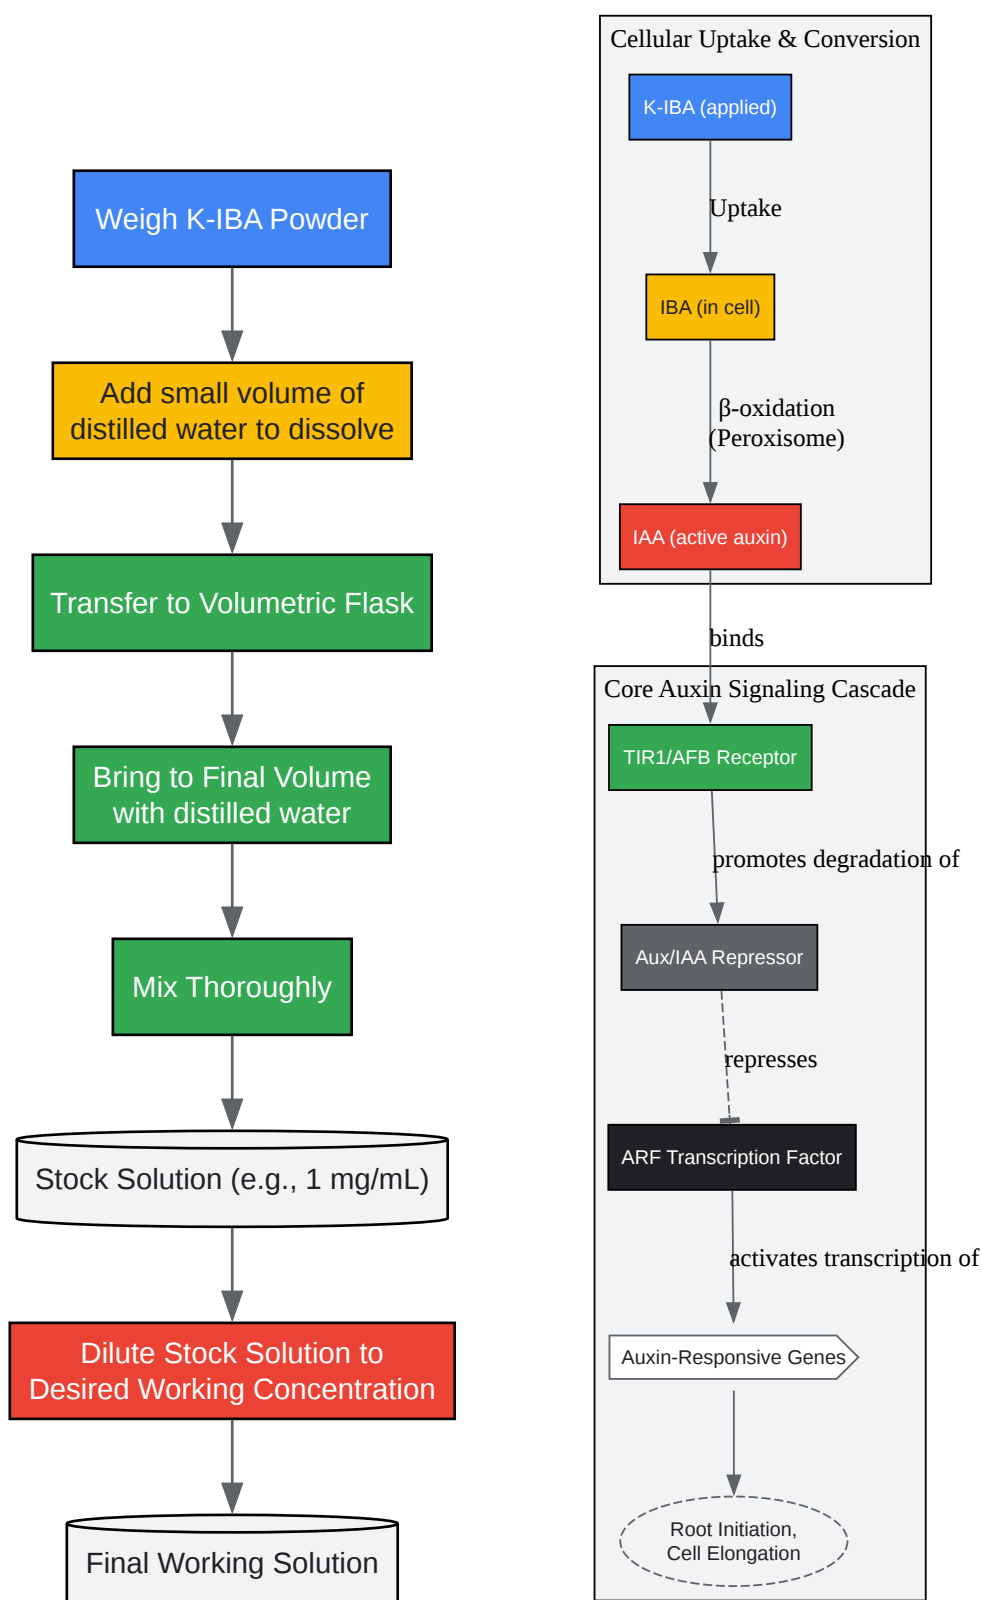 Weigh K-IBA Powder
Add small volume of
distilled water to dissolve
Transfer to Volumetric Flask
Bring to Final Volume
with distilled water
Mix Thoroughly
Stock Solution (e.g., 1 mg/mL)
Dilute Stock Solution to
Desired Working Concentration
Final Working Solution
Cellular Uptake & Conversion
K-IBA (applied)
Uptake
IBA (in cell)
β-oxidation
(Peroxisome)
IAA (active auxin)
binds
Core Auxin Signaling Cascade
TIR1/AFB Receptor
promotes degradation of
Aux/IAA Repressor
represses
ARF Transcription Factor
activates transcription of
Auxin-Responsive Genes
Root Initiation,
Cell Elongation